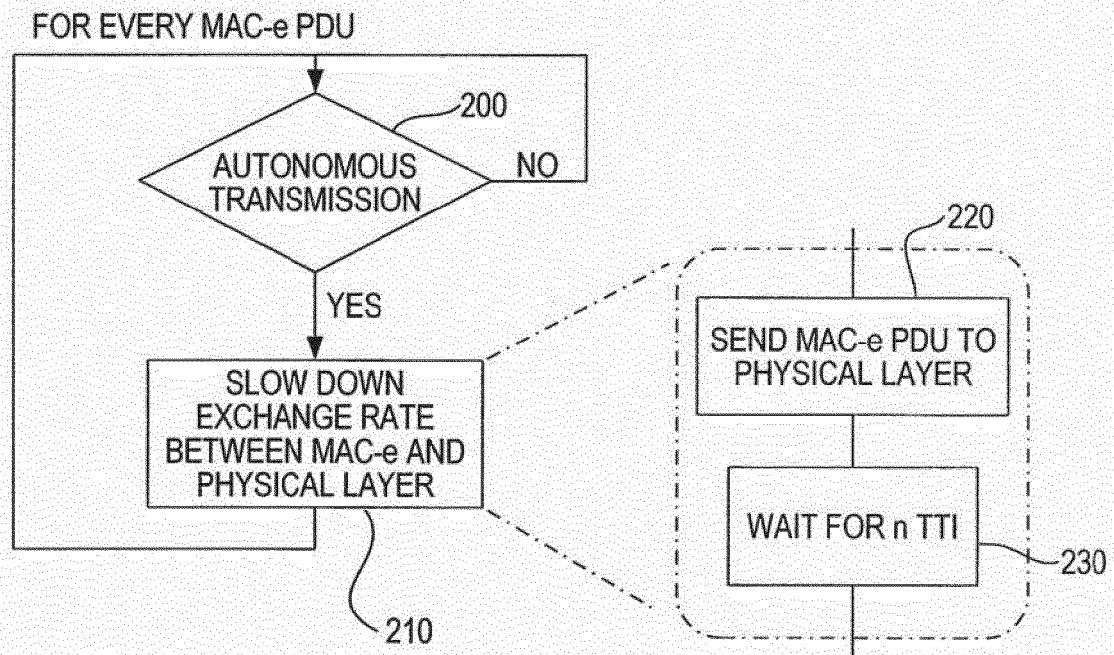 FOR EVERY MAC-e PDU
200
AUTONOMOUS
TRANSMISSION
NO
YES
SLOW DOWN
EXCHANGE RATE
BETWEEN MAC-e AND
PHYSICAL LAYER
210
220
SEND MAC-e PDU TO
PHYSICAL LAYER
WAIT FOR n TTI
230